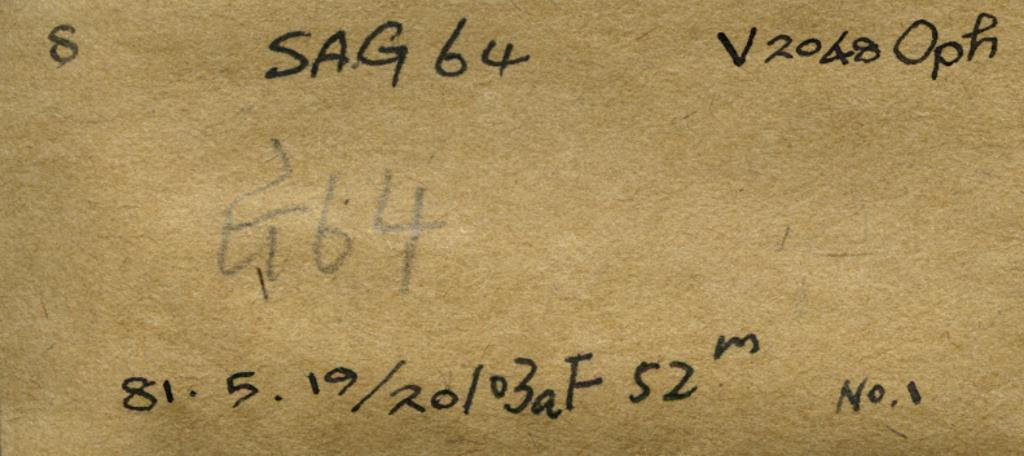 8 SAG 64 V2048 Oph
G64
81. 5. 19/20 103aF 52ᵐ No. 1